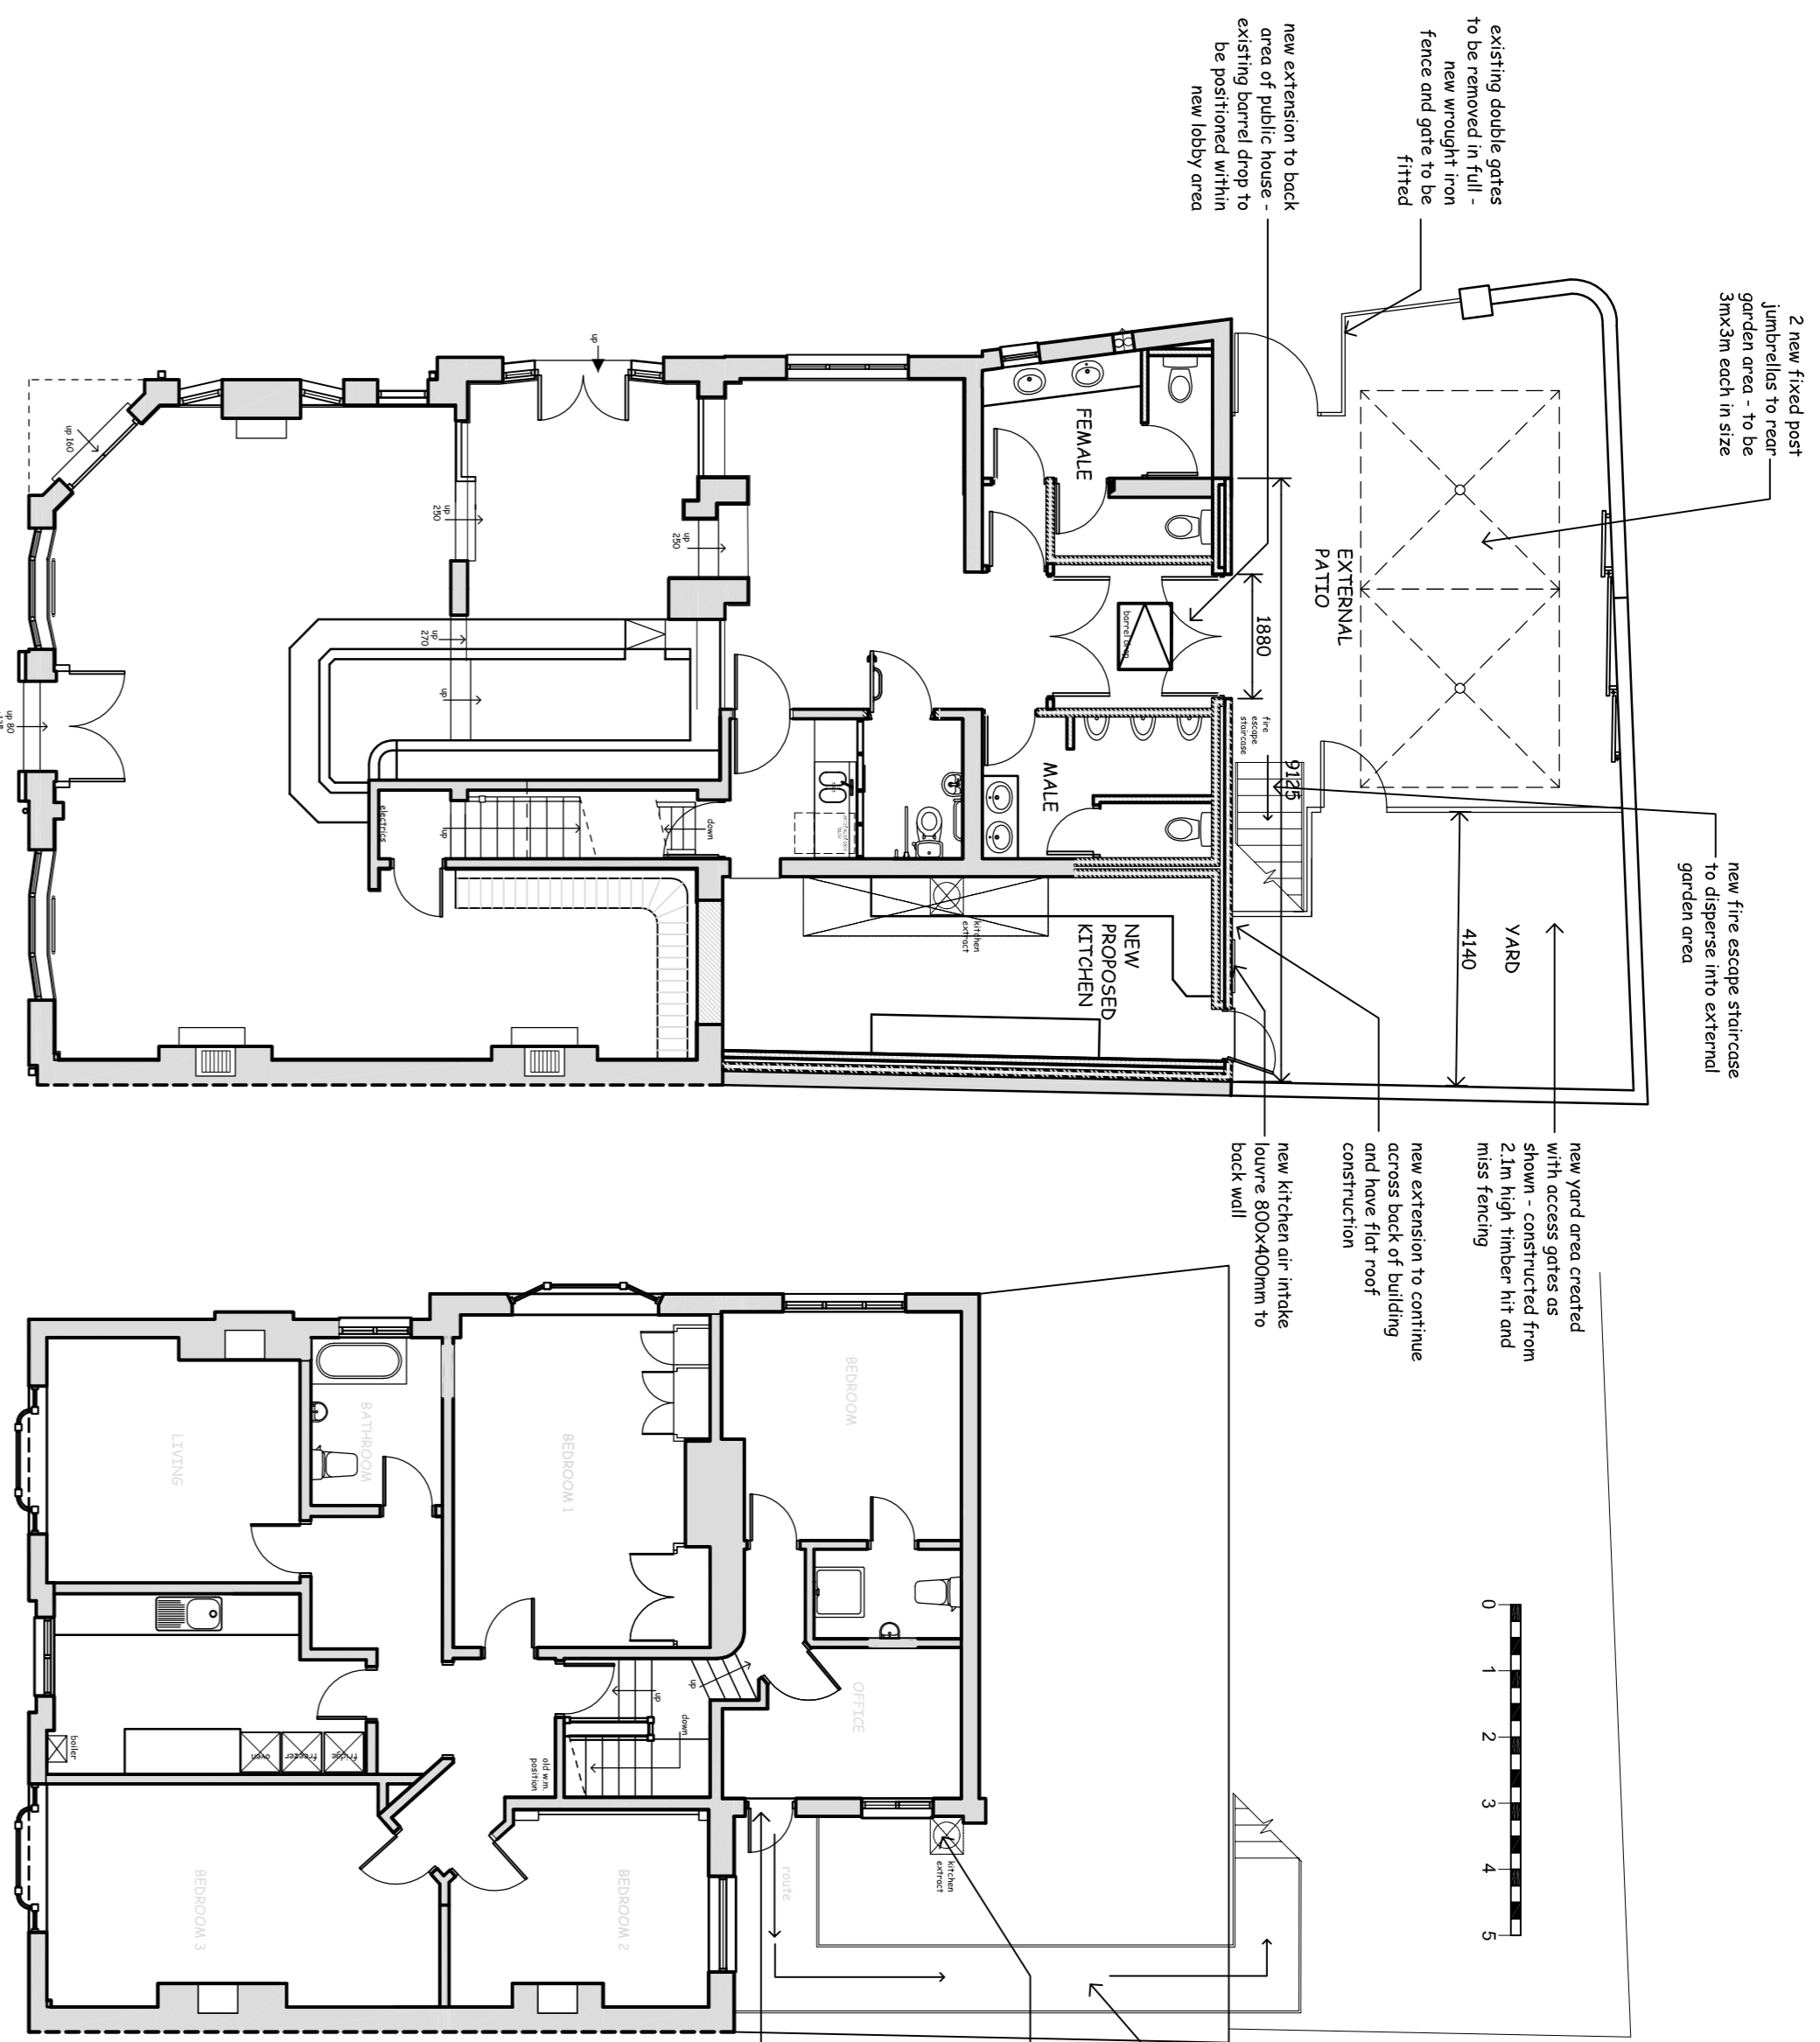 2 new fixed post
jumbrellas to rear
garden area - to be
3mx3m each in size
existing double gates
to be removed in full -
new wrought iron
fence and gate to be
fitted
new extension to back
area of public house -
existing barrel drop to
be positioned within
new lobby area
new fire escape staircase
to disperse into external
garden area
new yard area created
with access gates as
shown - constructed from
2.1m high timber hit and
miss fencing
new extension to continue
across back of building
and have flat roof
construction
new kitchen air intake
louvre 800x400mm to
back wall
EXTERNAL
PATIO
YARD
4140
1880
9125
fire
escape
staircase
barrel drop
FEMALE
MALE
NEW
PROPOSED
KITCHEN
kitchen
extract
up
up
250
up
250
up
270
up
up
down
electrics
up 160
up 80
0 1 2 3 4 5
BEDROOM
OFFICE
BEDROOM 1
BATHROOM
LIVING
BEDROOM 2
BEDROOM 3
up
up
down
old w.m.
position
boiler
oven
freezer
fridge
route
kitchen
extract